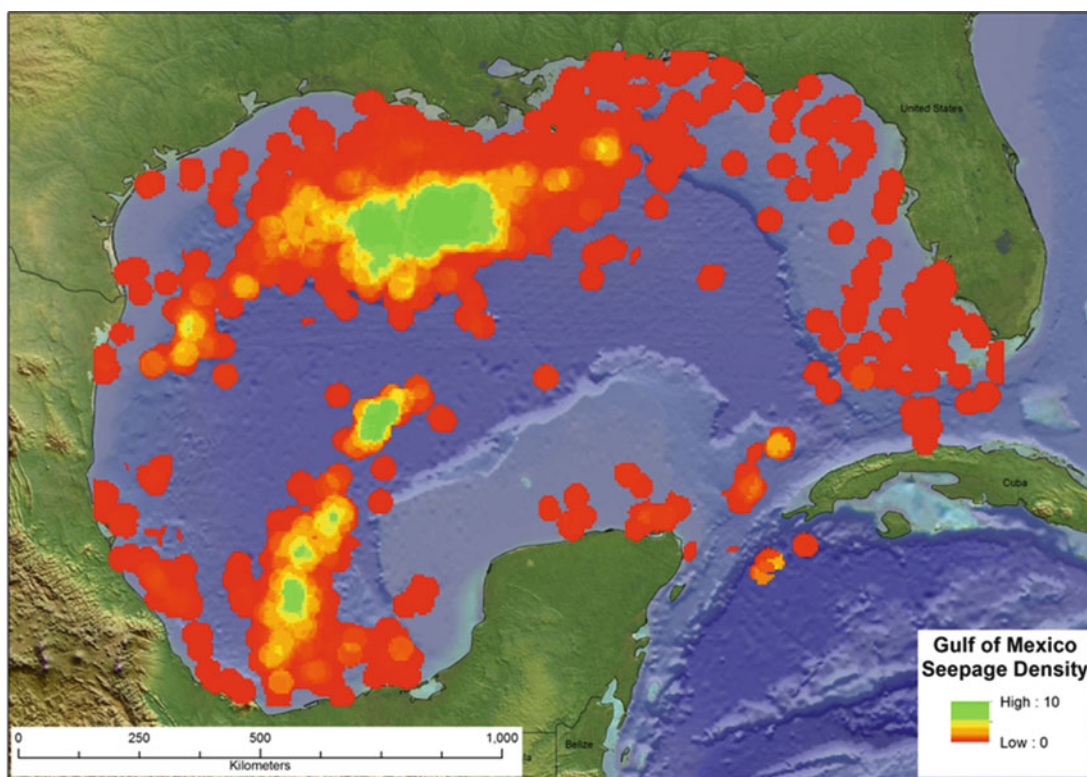 United States
Cuba
Gulf of Mexico
Seepage Density
High : 10
Low : 0
0 250 500 1,000
Kilometers
Belize